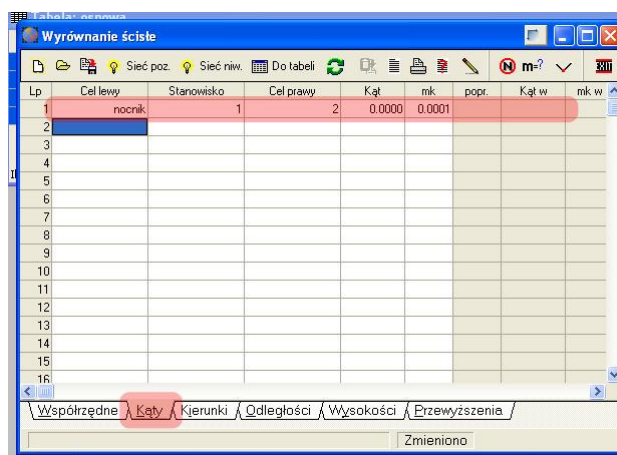 Tabela: osnowa
Wyrównanie ścisłe
Sieć poz. Sieć niw. Do tabeli N m=? EXIT
Lp Cel lewy Stanowisko Cel prawy Kąt mk popr. Kąt w mk w
1 nocnik 1 2 0.0000 0.0001
2
3
4
5
6
7
8
9
10
11
12
13
14
15
16
Współrzędne Kąty Kierunki Odległości Wysokości Przewyższenia
Zmieniono